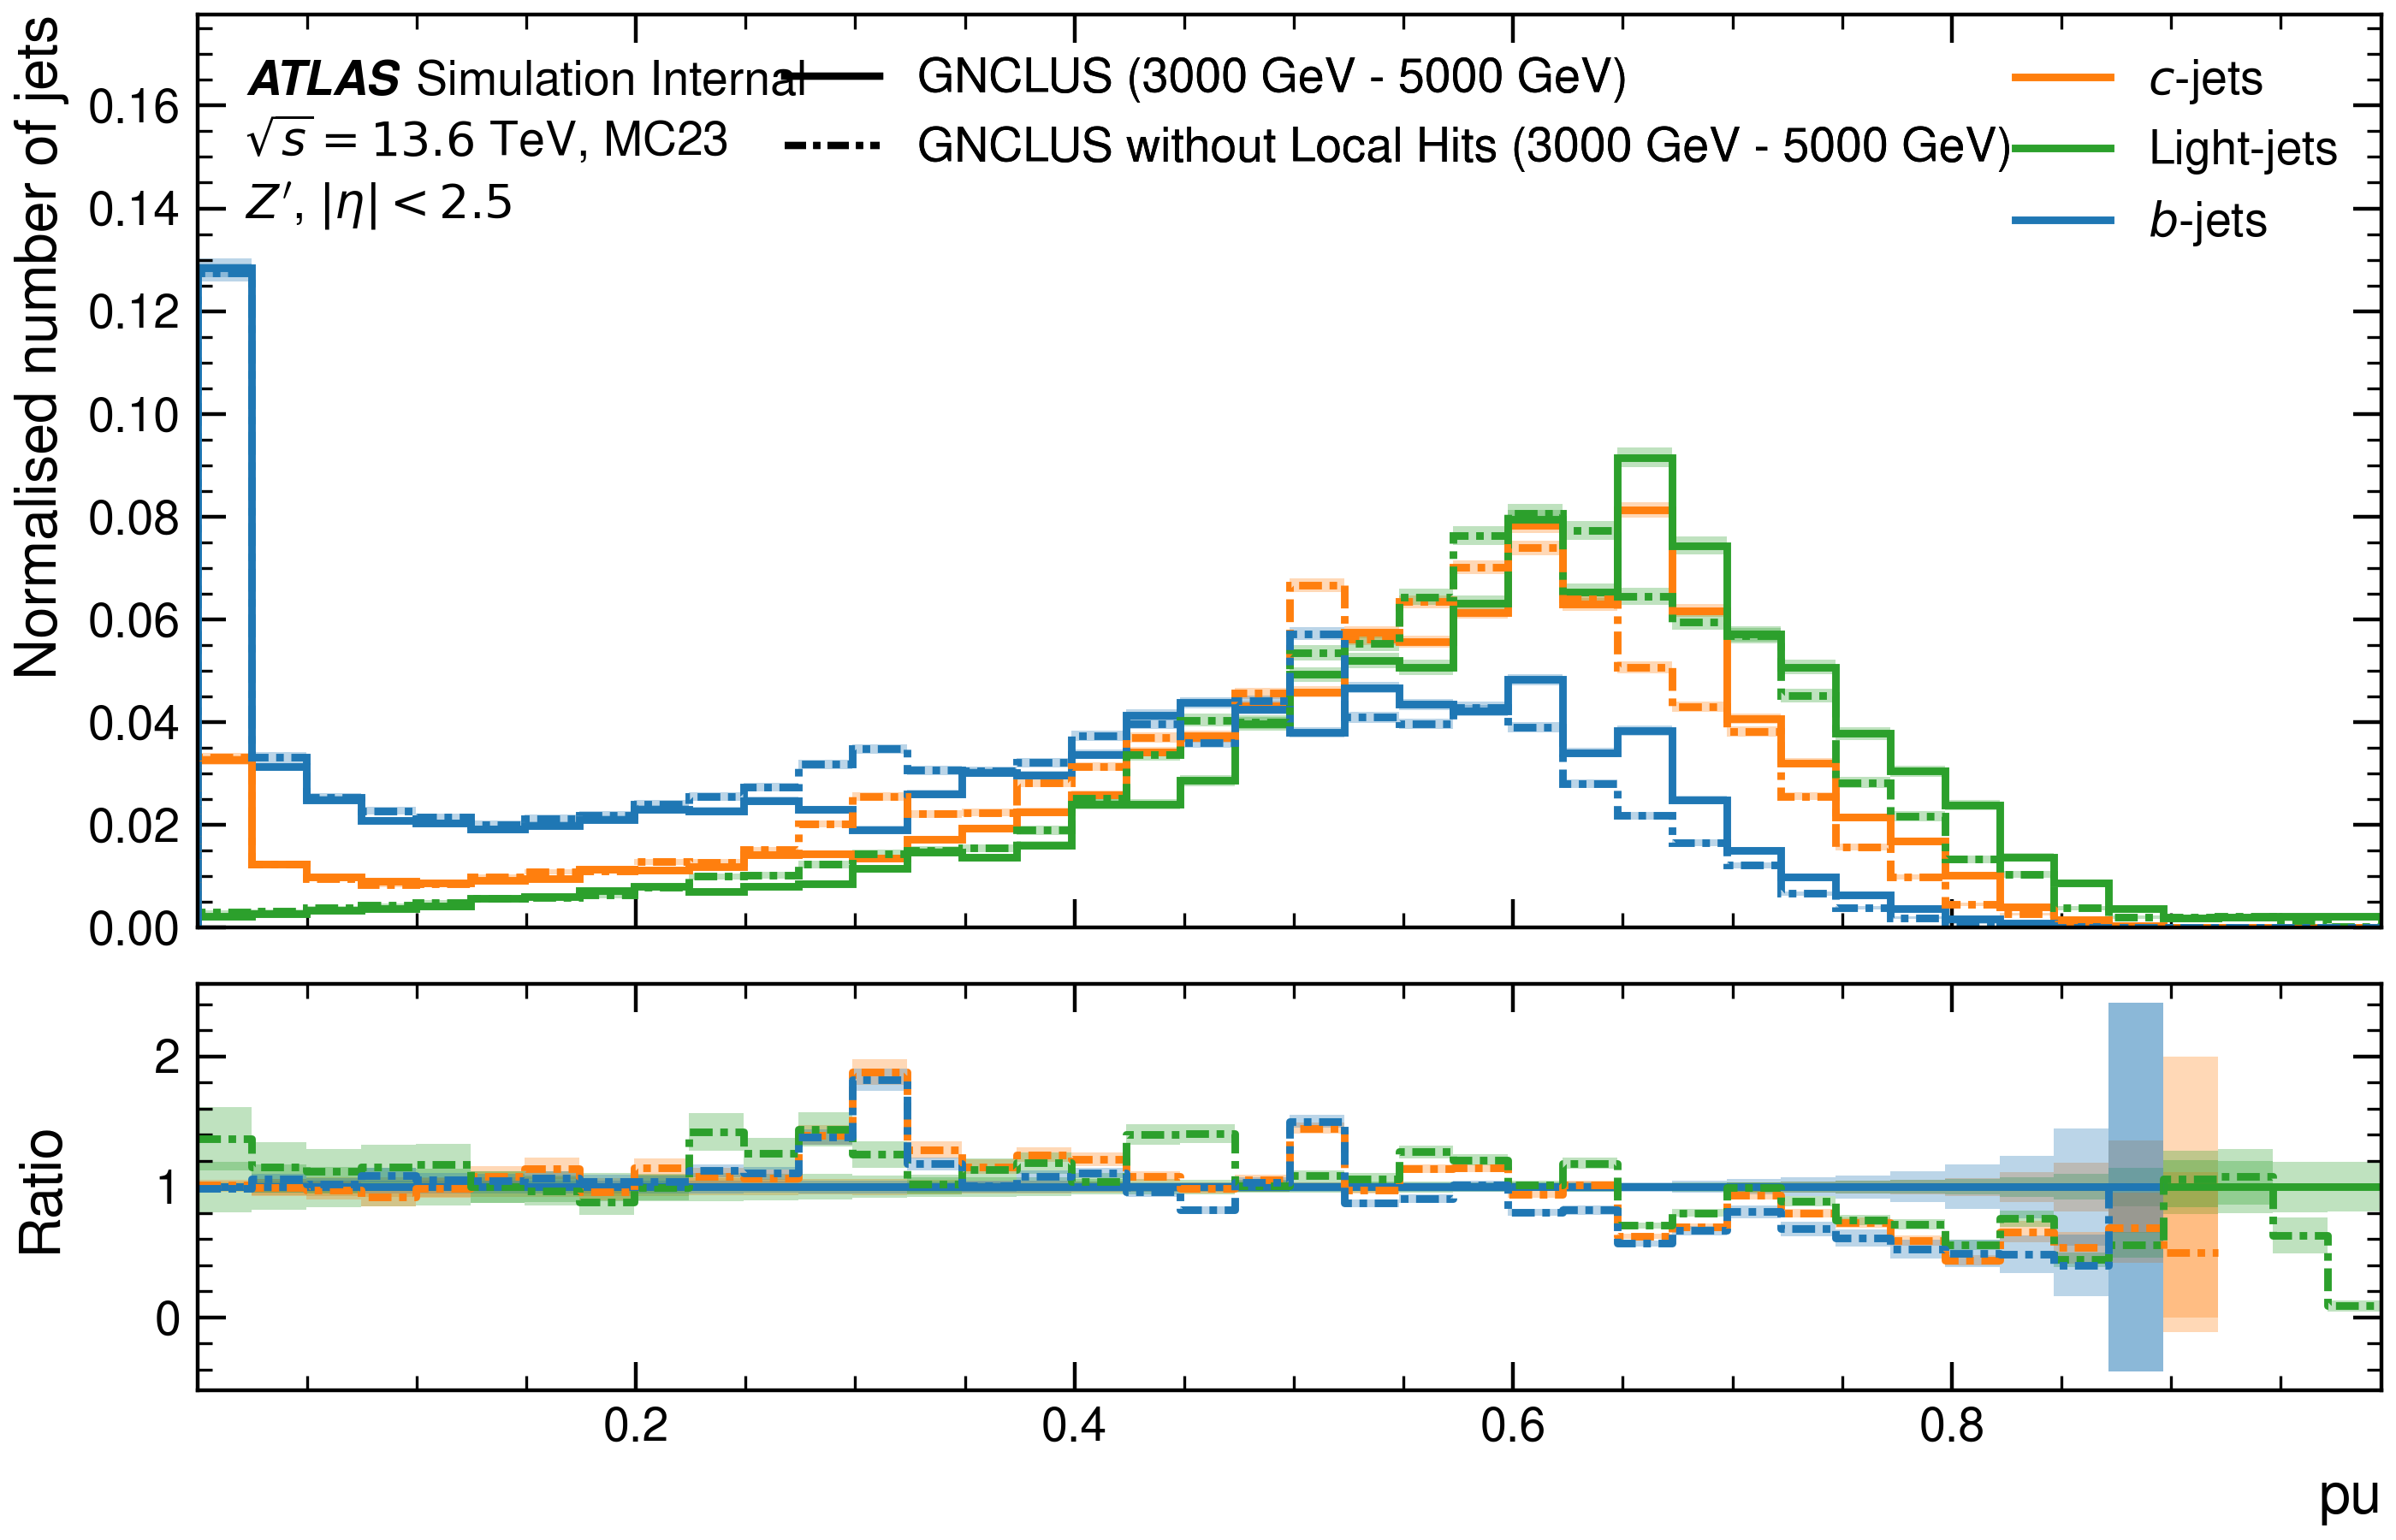 Normalised number of jets
ATLAS Simulation Internal
√s = 13.6 TeV, MC23
Z′, |η| < 2.5
GNCLUS (3000 GeV - 5000 GeV)
GNCLUS without Local Hits (3000 GeV - 5000 GeV)
c-jets
Light-jets
b-jets
0.16
0.14
0.12
0.10
0.08
0.06
0.04
0.02
0.00
Ratio
2
1
0
0.2 0.4 0.6 0.8
pu